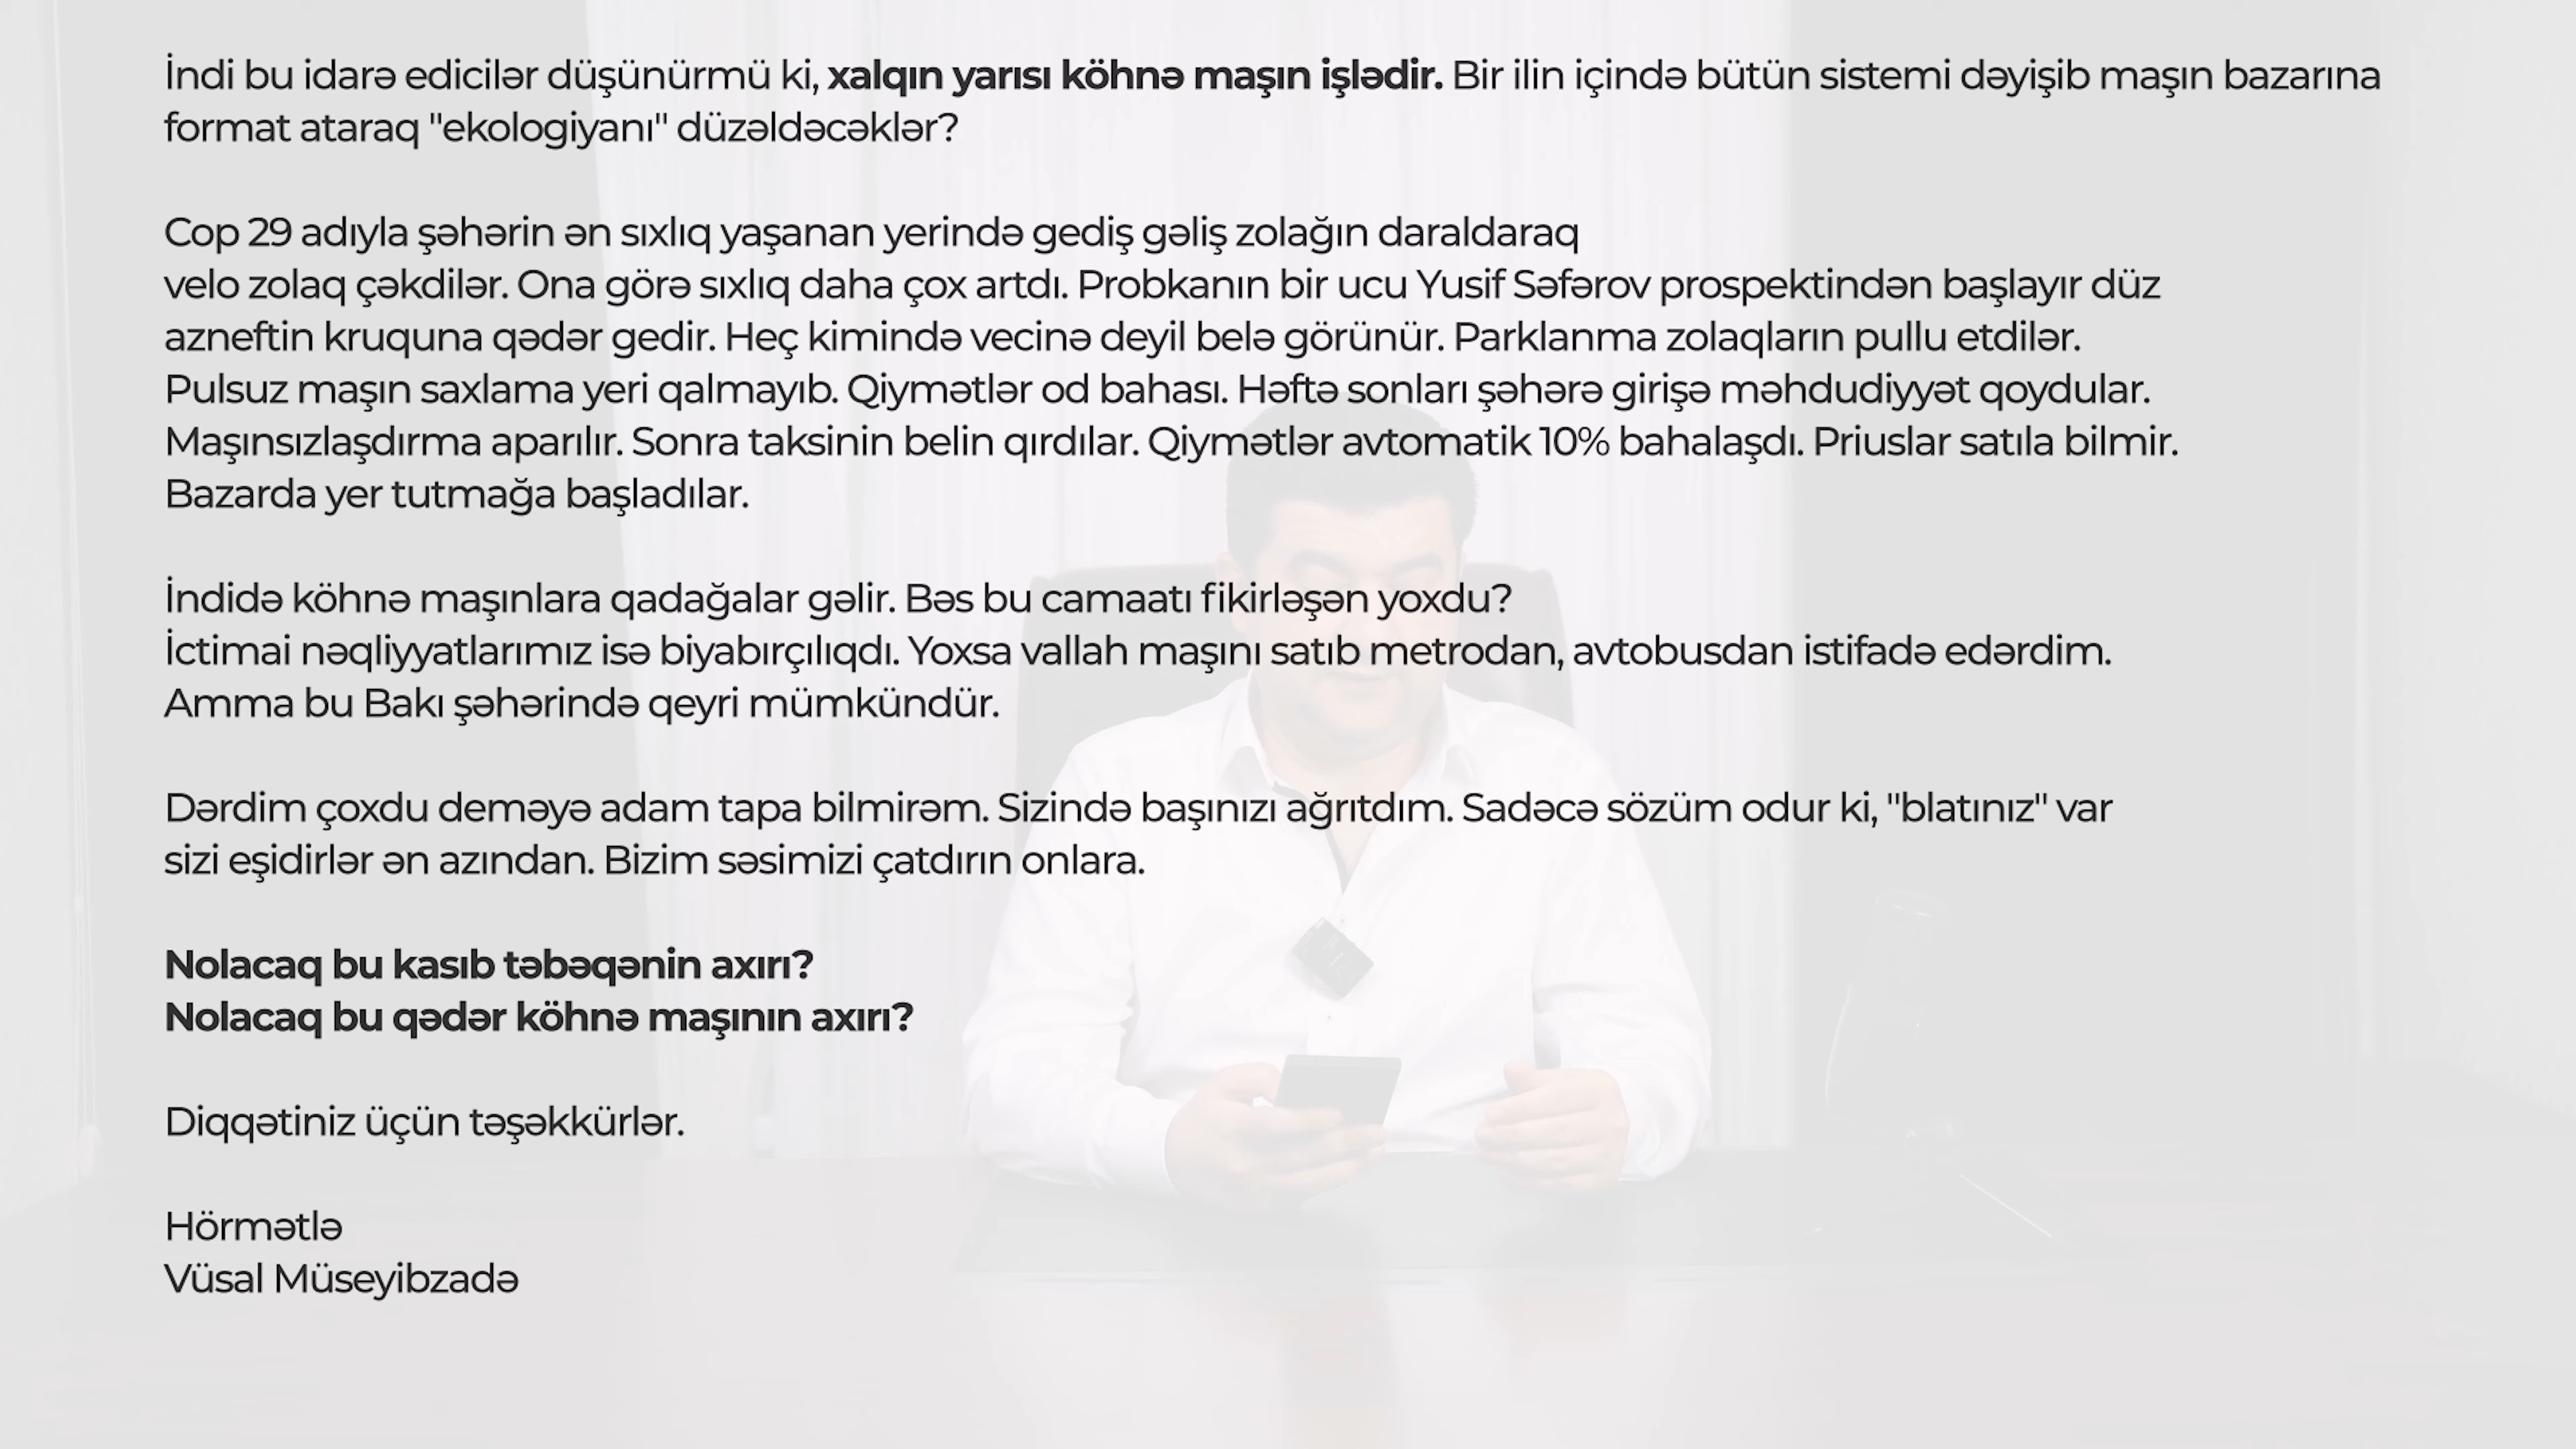 İndi bu idarə edicilər düşünürmü ki, xalqın yarısı köhnə maşın işlədir. Bir ilin içində bütün sistemi dəyişib maşın bazarına
format ataraq "ekologiyanı" düzəldəcəklər?
Cop 29 adıyla şəhərin ən sıxlıq yaşanan yerində gediş gəliş zolağın daraldaraq
velo zolaq çəkdilər. Ona görə sıxlıq daha çox artdı. Probkanın bir ucu Yusif Səfərov prospektindən başlayır düz
azneftin kruquna qədər gedir. Heç kimində vecinə deyil belə görünür. Parklanma zolaqların pullu etdilər.
Pulsuz maşın saxlama yeri qalmayıb. Qiymətlər od bahası. Həftə sonları şəhərə girişə məhdudiyyət qoydular.
Maşınsızlaşdırma aparılır. Sonra taksinin belin qırdılar. Qiymətlər avtomatik 10% bahalaşdı. Priuslar satıla bilmir.
Bazarda yer tutmağa başladılar.
İndidə köhnə maşınlara qadağalar gəlir. Bəs bu camaatı fikirləşən yoxdu?
İctimai nəqliyyatlarımız isə biyabırçılıqdı. Yoxsa vallah maşını satıb metrodan, avtobusdan istifadə edərdim.
Amma bu Bakı şəhərində qeyri mümkündür.
Dərdim çoxdu deməyə adam tapa bilmirəm. Sizində başınızı ağrıtdım. Sadəcə sözüm odur ki, "blatınız" var
sizi eşidirlər ən azından. Bizim səsimizi çatdırın onlara.
Nolacaq bu kasıb təbəqənin axırı?
Nolacaq bu qədər köhnə maşının axırı?
Diqqətiniz üçün təşəkkürlər.
Hörmətlə
Vüsal Müseyibzadə